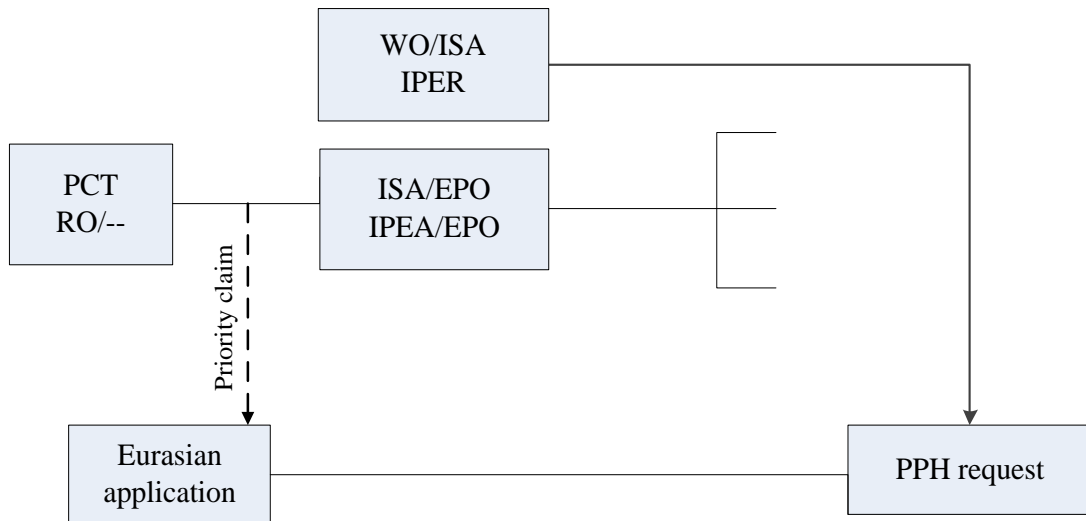 WO/ISA
IPER
PCT
RO/--
ISA/EPO
IPEA/EPO
Priority claim
Eurasian
application
PPH request